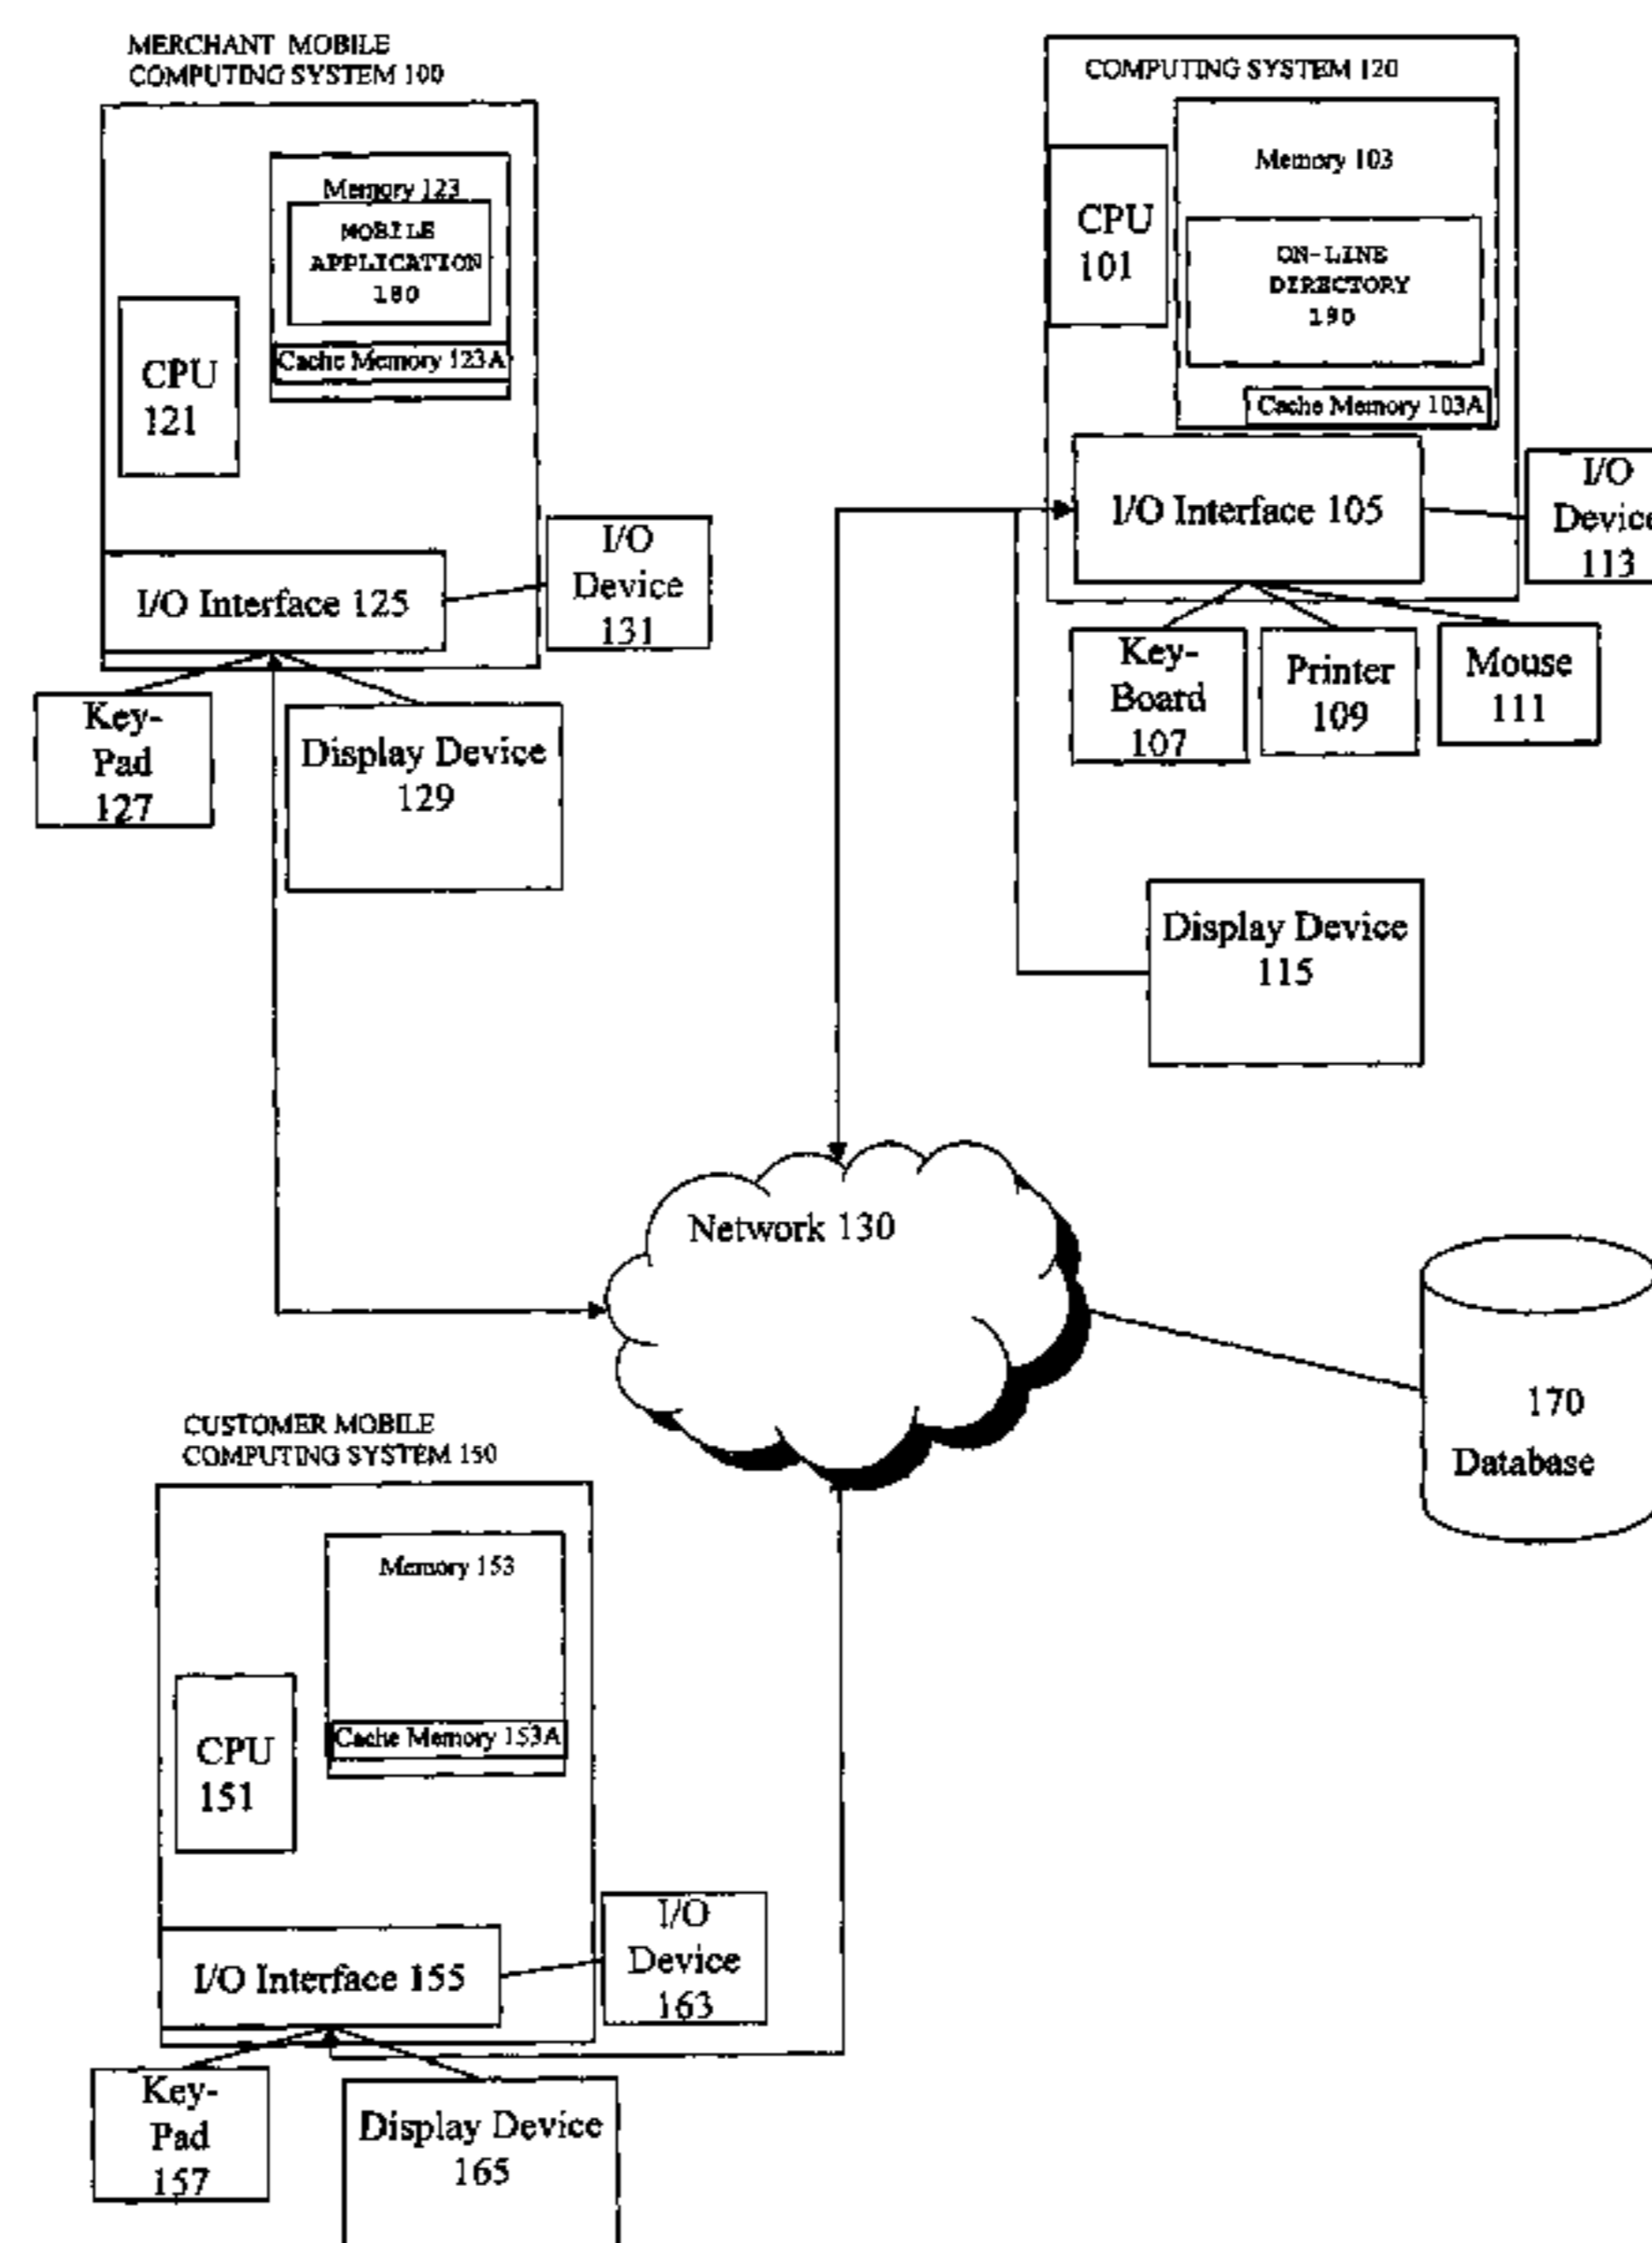 MERCHANT MOBILE
COMPUTING SYSTEM 100
Memory 123
MOBILE
APPLICATION
180
Cache Memory 123A
CPU
121
I/O Interface 125
I/O
Device
131
Key-
Pad
127
Display Device
129
COMPUTING SYSTEM 120
Memory 103
CPU
101
ON-LINE
DIRECTORY
190
Cache Memory 103A
I/O Interface 105
I/O
Device
113
Key-
Board
107
Printer
109
Mouse
111
Display Device
115
Network 130
170
Database
CUSTOMER MOBILE
COMPUTING SYSTEM 150
Memory 153
Cache Memory 153A
CPU
151
I/O Interface 155
I/O
Device
163
Key-
Pad
157
Display Device
165